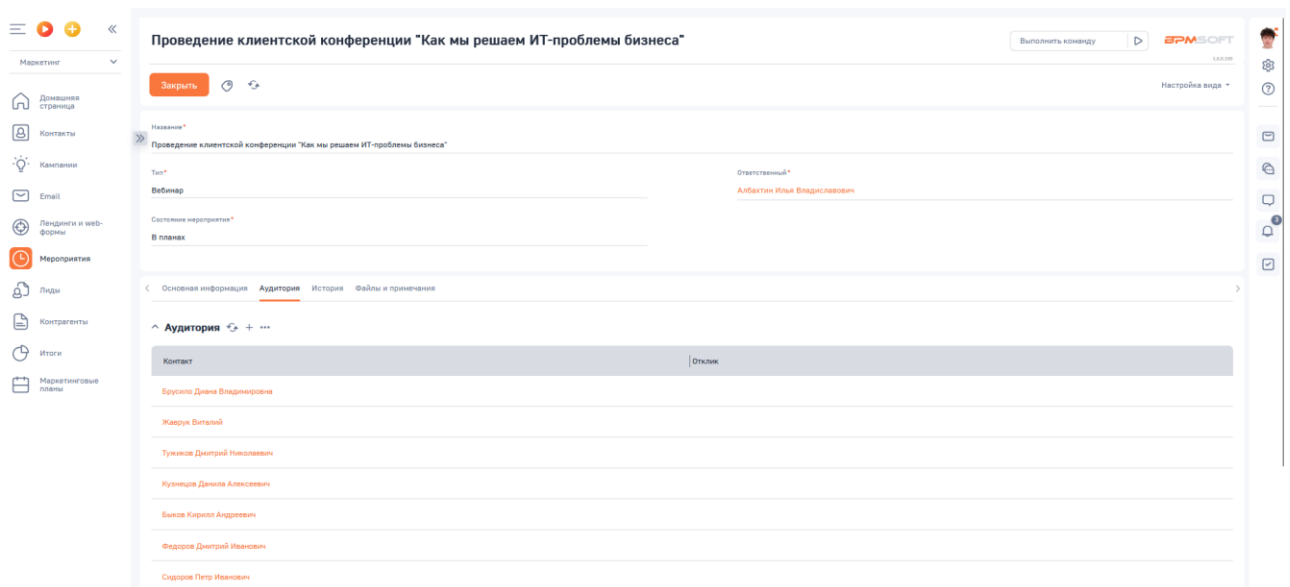 Проведение клиентской конференции "Как мы решаем ИТ-проблемы бизнеса"
Выполнить команду
BPMSOFT
Маркетинг
Закрыть
Настройка вида
Домашняя
страница
Контакты
Кампании
Email
Лендинги и web-
формы
Мероприятия
Лиды
Контрагенты
Итоги
Маркетинговые
планы
Название*
Проведение клиентской конференции "Как мы решаем ИТ-проблемы бизнеса"
Тип*
Вебинар
Ответственный*
Албахтин Илья Владиславович
Состояние мероприятия*
В планах
3
Основная информация Аудитория История Файлы и примечания
Аудитория
Контакт Отклик
Брусило Диана Владимировна
Жаврук Виталий
Тужиков Дмитрий Николаевич
Кузнецов Данила Алексеевич
Быков Кирилл Андреевич
Федоров Дмитрий Иванович
Сидоров Петр Иванович